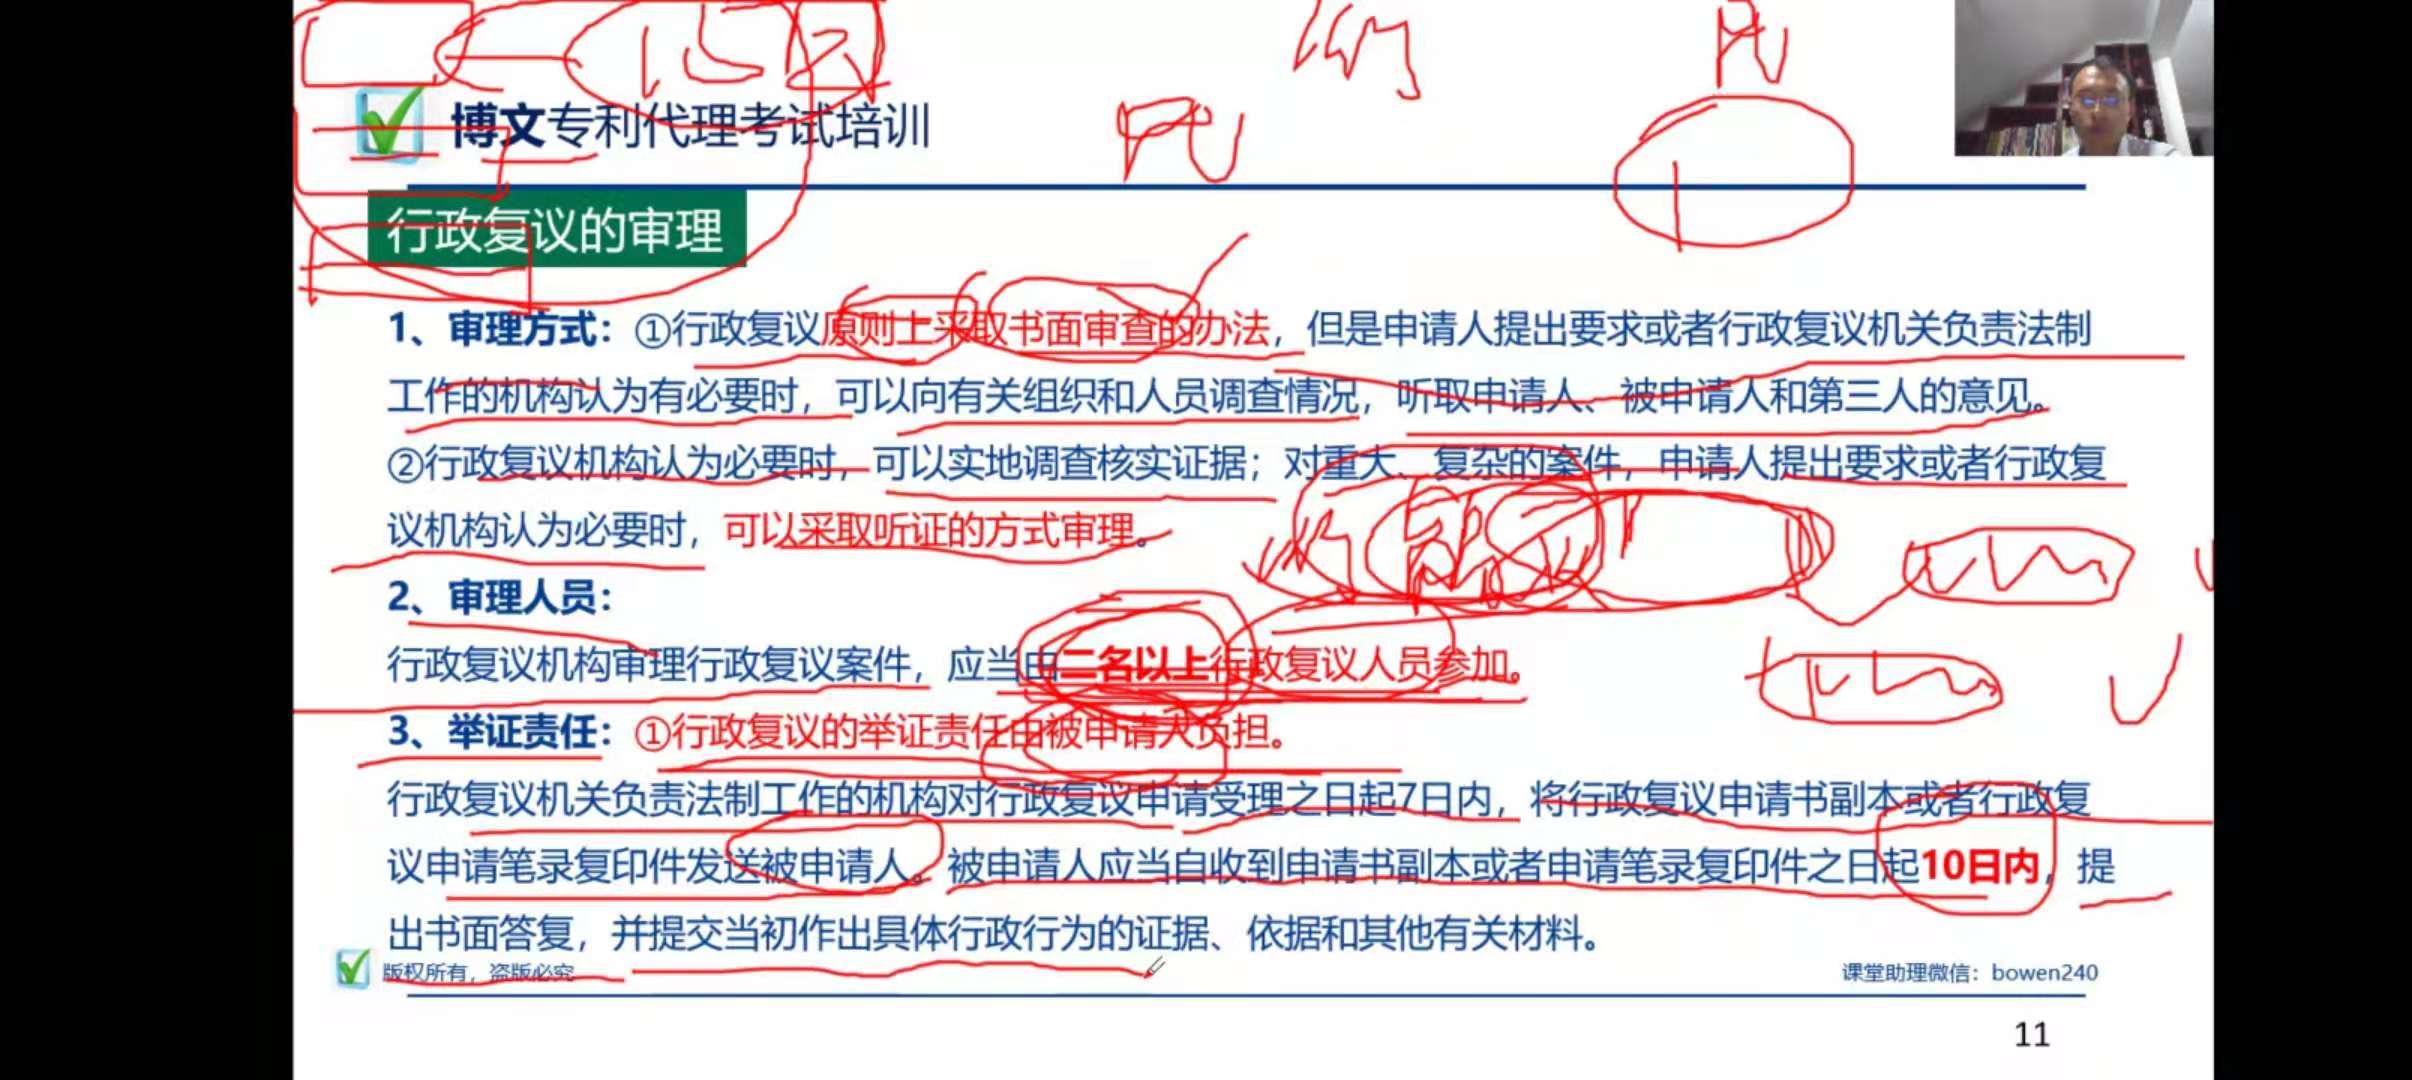 博文专利代理考试培训
行政复议的审理
1、审理方式：①行政复议原则上采取书面审查的办法，但是申请人提出要求或者行政复议机关负责法制
工作的机构认为有必要时，可以向有关组织和人员调查情况，听取申请人、被申请人和第三人的意见。
②行政复议机构认为必要时，可以实地调查核实证据；对重大、复杂的案件，申请人提出要求或者行政复
议机构认为必要时，可以采取听证的方式审理。
2、审理人员：
行政复议机构审理行政复议案件，应当由二名以上行政复议人员参加。
3、举证责任：①行政复议的举证责任由被申请人负担。
行政复议机关负责法制工作的机构对行政复议申请受理之日起7日内，将行政复议申请书副本或者行政复
议申请笔录复印件发送被申请人。被申请人应当自收到申请书副本或者申请笔录复印件之日起10日内，提
出书面答复，并提交当初作出具体行政行为的证据、依据和其他有关材料。
版权所有，盗版必究
课堂助理微信：bowen240
11